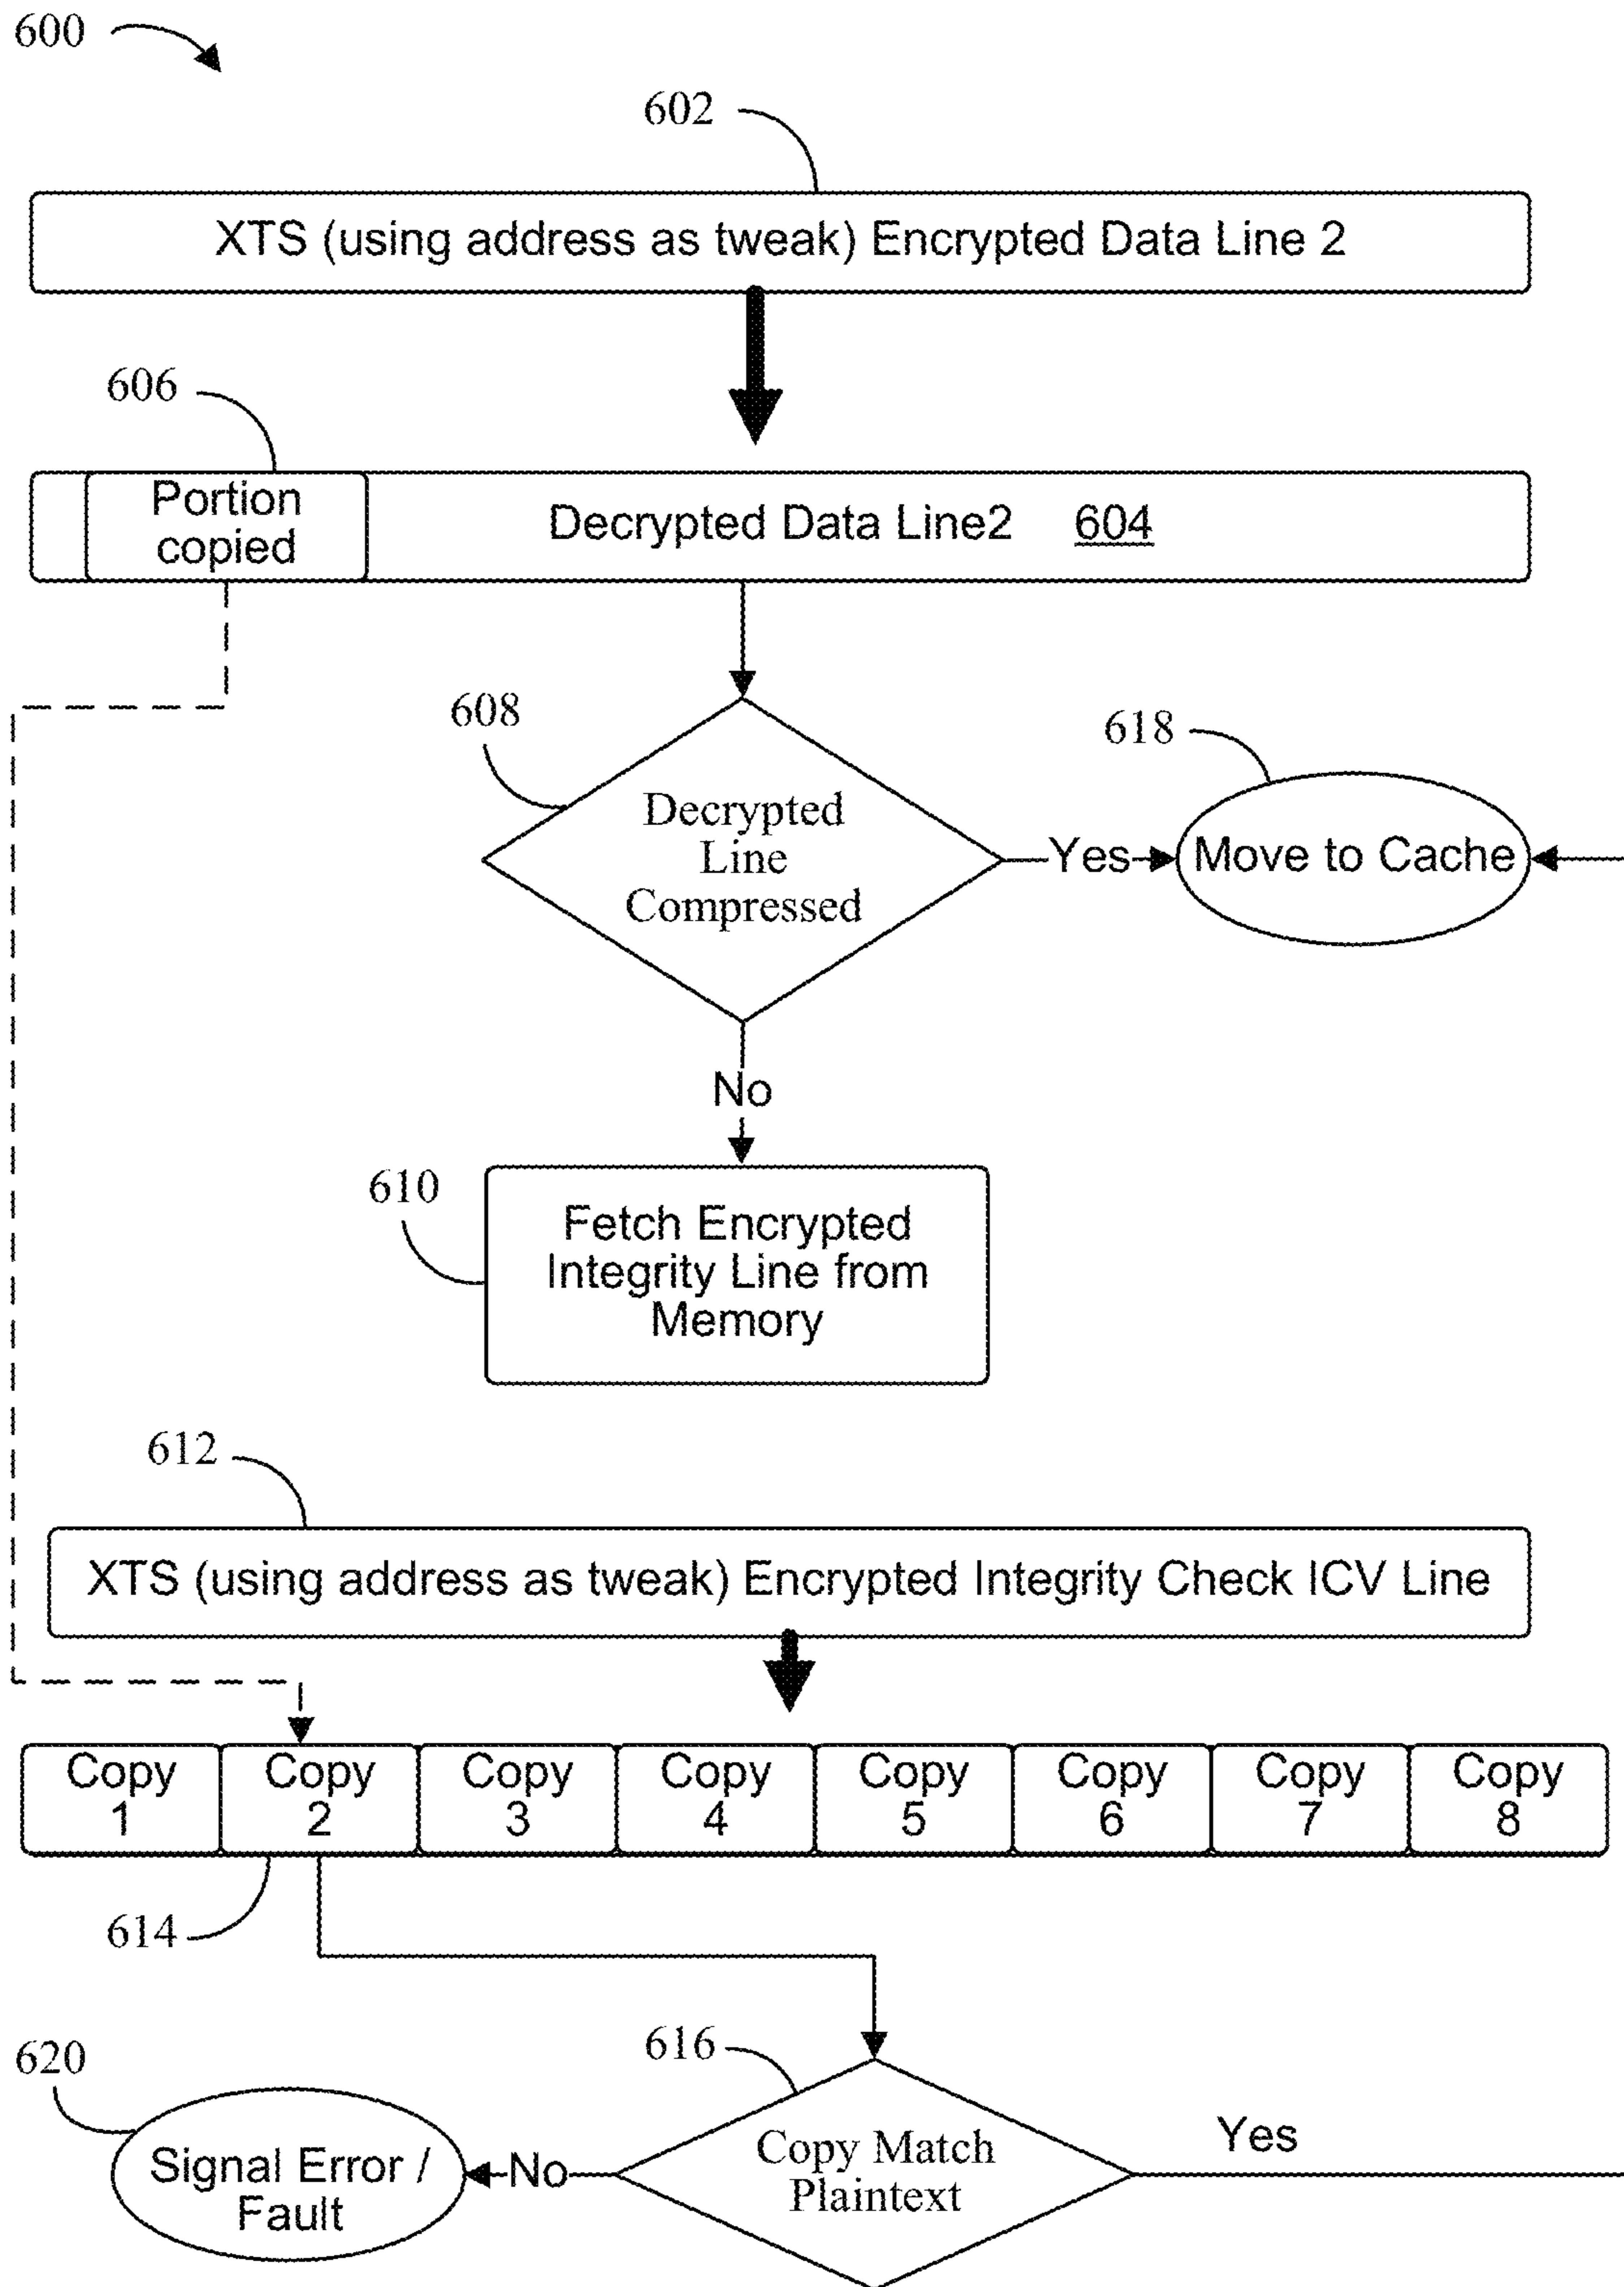 600
602
XTS (using address as tweak) Encrypted Data Line 2
606
Portion
copied
Decrypted Data Line2 604
608
618
Decrypted
Line
Compressed
Yes
Move to Cache
No
610
Fetch Encrypted
Integrity Line from
Memory
612
XTS (using address as tweak) Encrypted Integrity Check ICV Line
Copy
1
Copy
2
Copy
3
Copy
4
Copy
5
Copy
6
Copy
7
Copy
8
614
616
620
Copy Match
Plaintext
Yes
No
Signal Error /
Fault